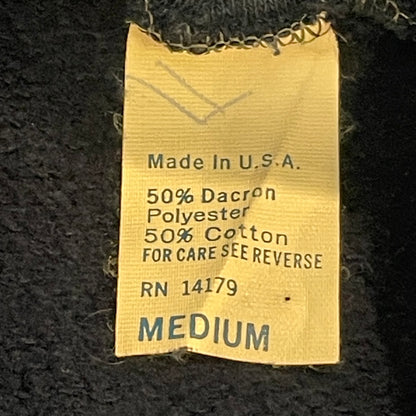 Made In U.S.A.
50% Dacron
Polyester
50% Cotton
FOR CARE SEE REVERSE
RN 14179
MEDIUM